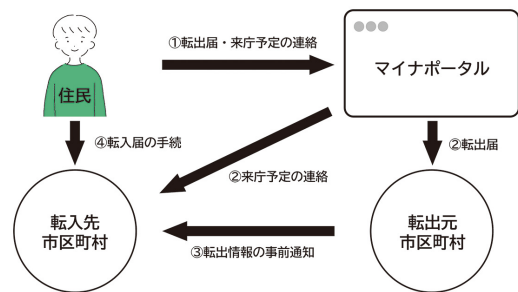 ①転出届・来庁予定の連絡
マイナポータル
住民
④転入届の手続
②転出届
②来庁予定の連絡
転入先
市区町村
転出元
市区町村
③転出情報の事前通知